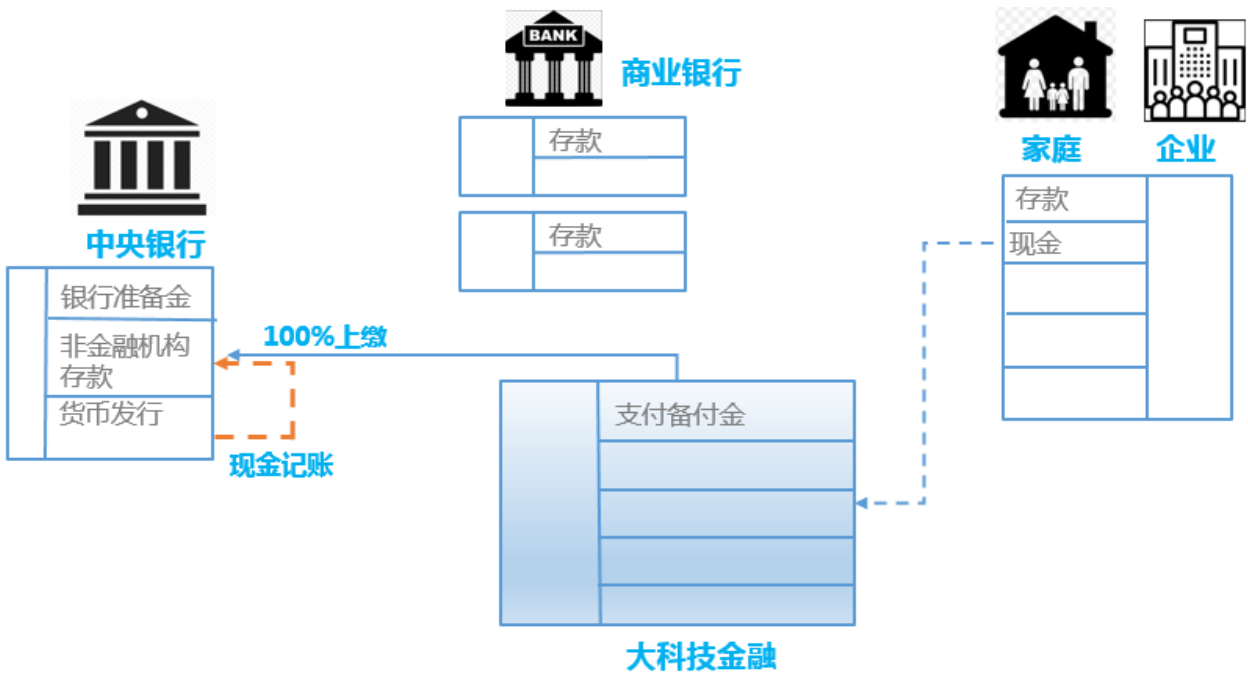 BANK
商业银行
存款
存款
家庭
企业
存款
现金
中央银行
银行准备金
非金融机构
存款
货币发行
100%上缴
现金记账
支付备付金
大科技金融